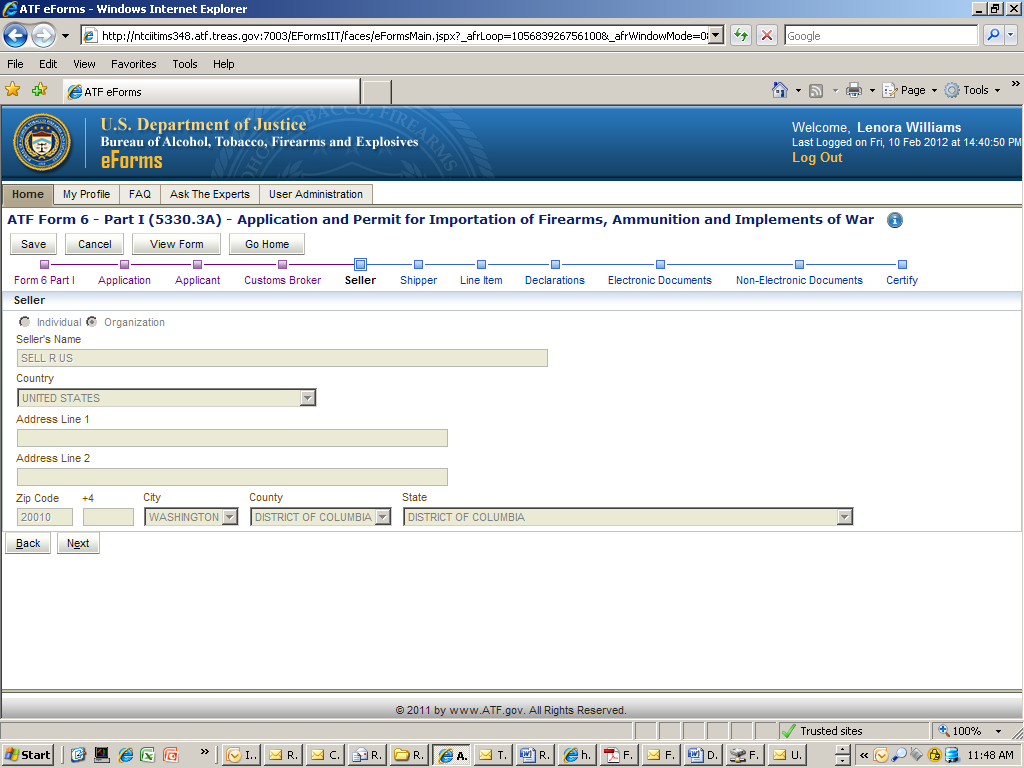 ATF eForms - Windows Internet Explorer
http://ntciitims348.atf.treas.gov:7003/EFormsIIT/faces/eFormsMain.jspx?_afrLoop=105683926756100&_afrWindowMode=0
Google
File Edit View Favorites Tools Help
ATF eForms
Page Tools »
U.S. Department of Justice
Bureau of Alcohol, Tobacco, Firearms and Explosives
eForms
Welcome, Lenora Williams
Last Logged on Fri, 10 Feb 2012 at 14:40:50 PM
Log Out
Home My Profile FAQ Ask The Experts User Administration
ATF Form 6 - Part I (5330.3A) - Application and Permit for Importation of Firearms, Ammunition and Implements of War
Save Cancel View Form Go Home
Form 6 Part I Application Applicant Customs Broker Seller Shipper Line Item Declarations Electronic Documents Non-Electronic Documents Certify
Seller
Individual Organization
Seller's Name
SELL R US
Country
UNITED STATES
Address Line 1
Address Line 2
Zip Code +4 City County State
20010 WASHINGTON DISTRICT OF COLUMBIA DISTRICT OF COLUMBIA
Back Next
© 2011 by www.ATF.gov. All Rights Reserved.
Trusted sites 100%
Start » I.. R. C. R. R. A. T. R. h. F. F. D. F. U. « 11:48 AM